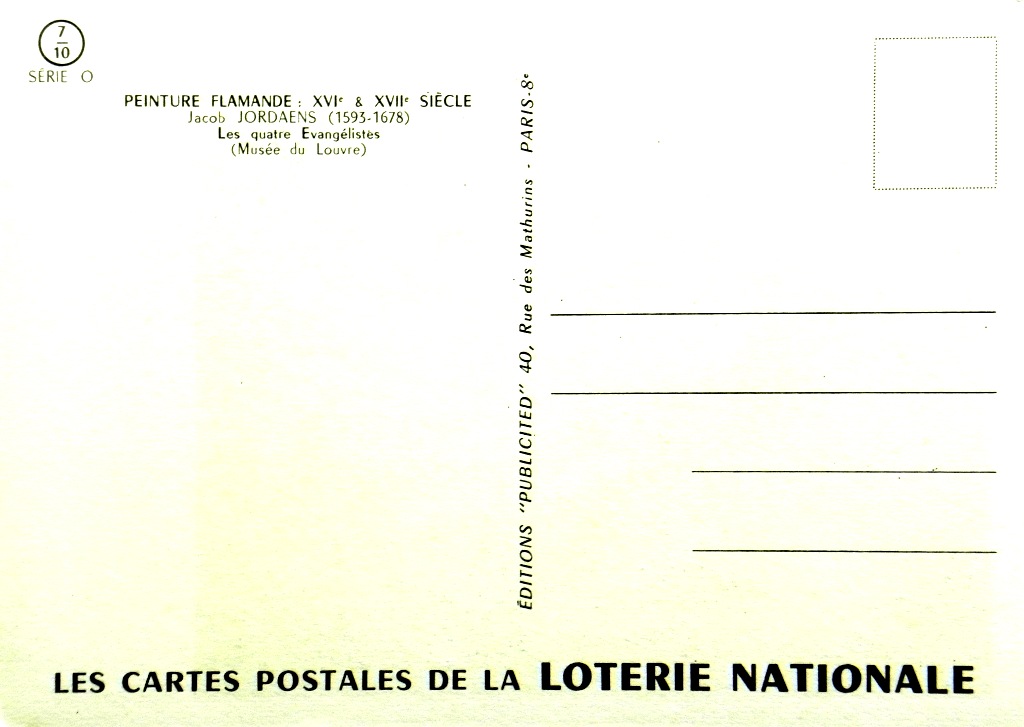 7
10
SÉRIE O
PEINTURE FLAMANDE : XVIe & XVIIe SIÈCLE
Jacob JORDAENS (1593-1678)
Les quatre Evangélistes
(Musée du Louvre)
ÉDITIONS "PUBLICITED" 40, Rue des Mathurins - PARIS-8e
LES CARTES POSTALES DE LA LOTERIE NATIONALE